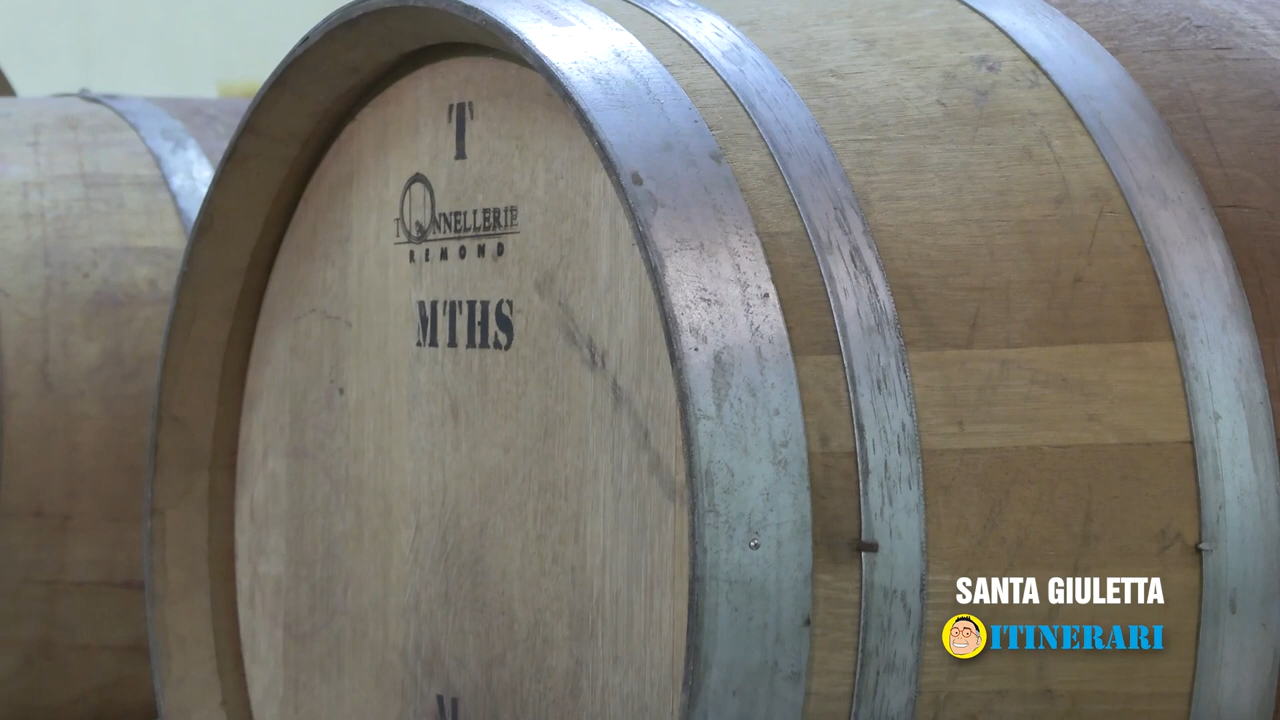 T
TONNELLERIE
REMOND
MTHS
SANTA GIULETTA
ITINERARI